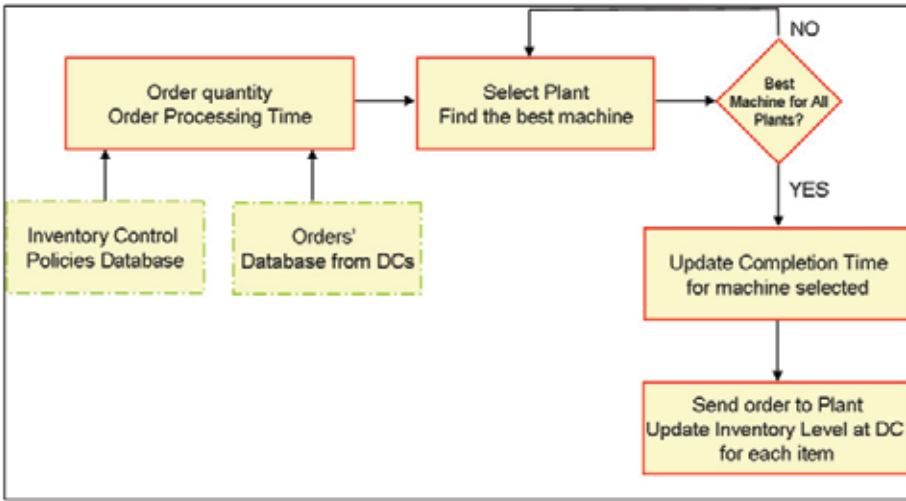 NO
Order quantity
Order Processing Time
Select Plant
Find the best machine
Best
Machine for All
Plants?
YES
Inventory Control
Policies Database
Orders'
Database from DCs
Update Completion Time
for machine selected
Send order to Plant
Update Inventory Level at DC
for each item